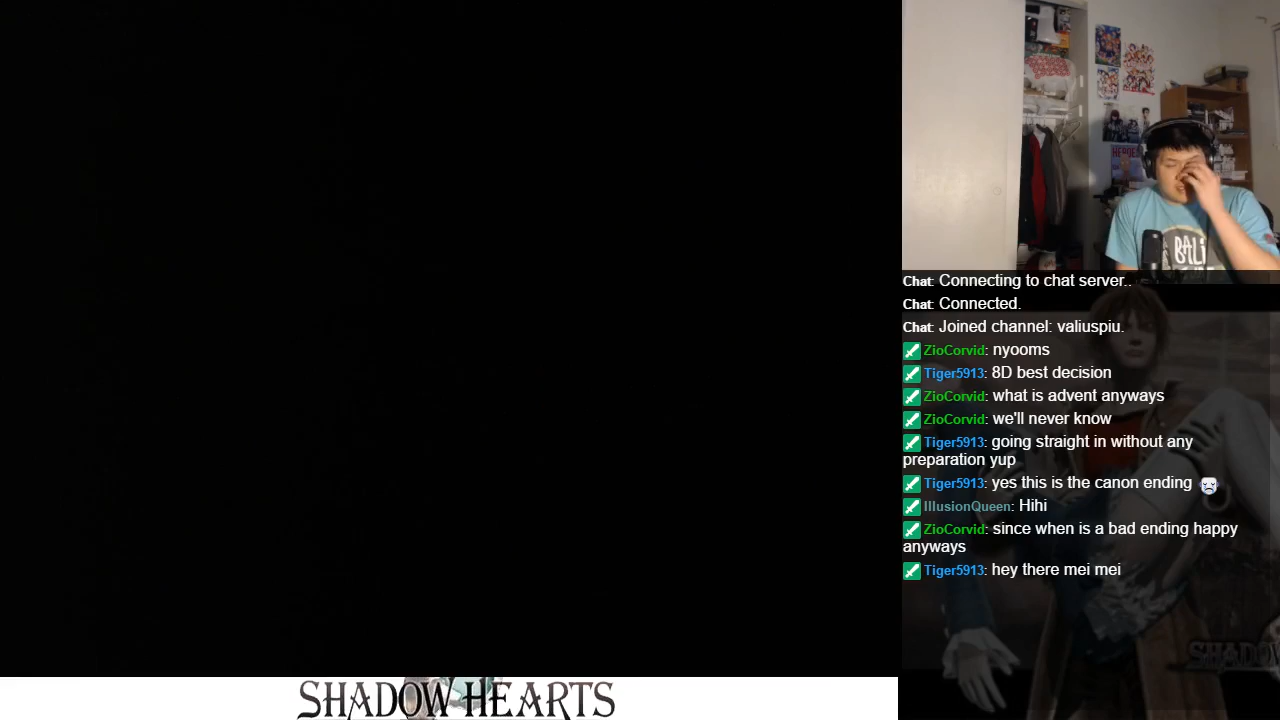 HEROES
BALI
Chat: Connecting to chat server..
Chat: Connected.
Chat: Joined channel: valiuspiu.
ZioCorvid: nyooms
Tiger5913: 8D best decision
ZioCorvid: what is advent anyways
ZioCorvid: we'll never know
Tiger5913: going straight in without any
preparation yup
Tiger5913: yes this is the canon ending
IllusionQueen: Hihi
ZioCorvid: since when is a bad ending happy
anyways
Tiger5913: hey there mei mei
SHADOW HEARTS